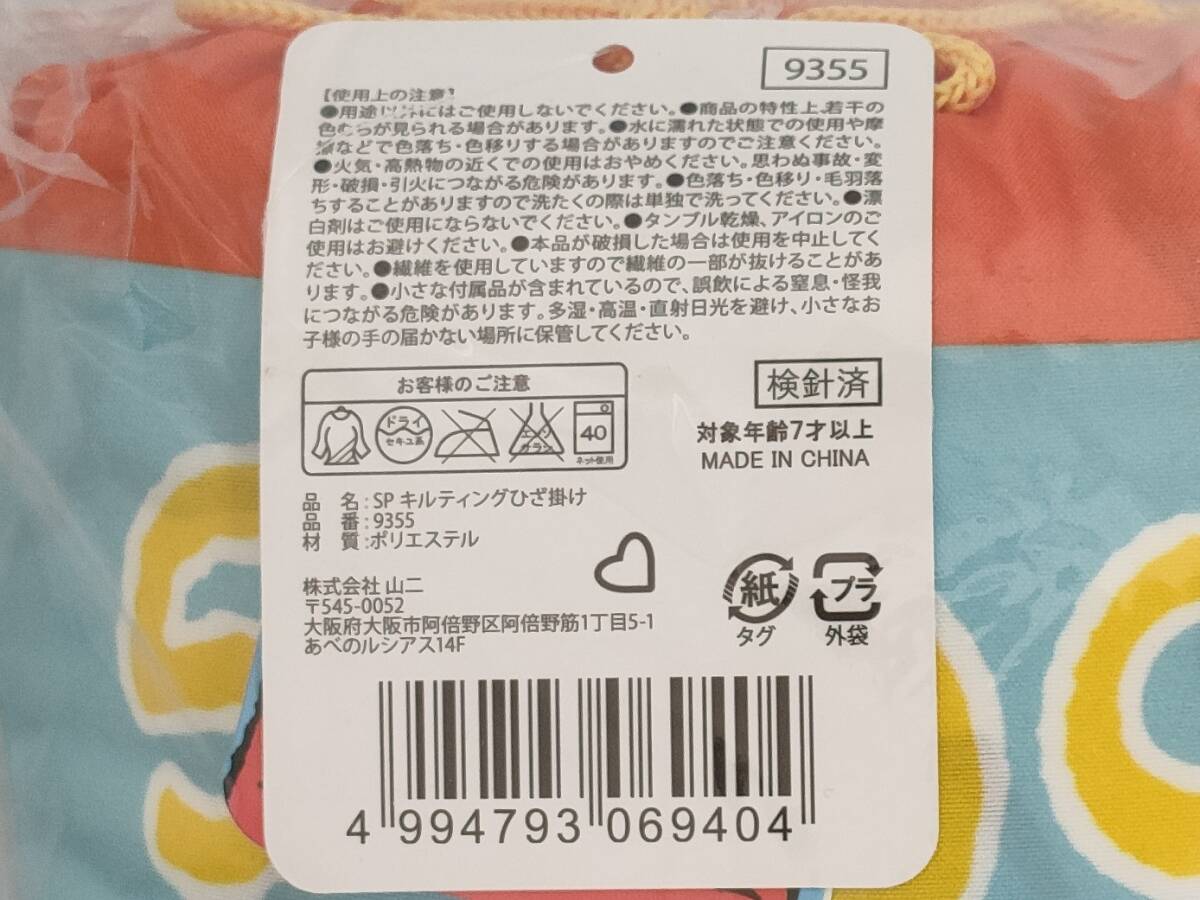 9355
【使用上の注意】
●用途以外にはご使用しないでください。●商品の特性上、若干の
色むらが見られる場合があります。●水に濡れた状態での使用や摩
擦などで色落ち・色移りする場合がありますのでご注意ください。
●火気・高熱物の近くでの使用はおやめください。思わぬ事故・変
形・破損・引火につながる危険があります。●色落ち・色移り・毛羽落
ちすることがありますので洗たくの際は単独で洗ってください。●漂
白剤はご使用にならないでください。●タンブル乾燥、アイロンのご
使用はお避けください。●本品が破損した場合は使用を中止してく
ださい。●繊維を使用していますので繊維の一部が抜けることがあ
ります。●小さな付属品が含まれているので、誤飲による窒息・怪我
につながる危険があります。多湿・高温・直射日光を避け、小さなお
子様の手の届かない場所に保管してください。
お客様のご注意
ドライ
セキユ系
エンソ
サラシ
40
ネット使用
検針済
対象年齢7才以上
MADE IN CHINA
品 名:SP キルティングひざ掛け
品 番:9355
材 質:ポリエステル
株式会社 山二
〒545-0052
大阪府大阪市阿倍野区阿倍野筋1丁目5-1
あべのルシアス14F
紙
タグ
プラ
外袋
4 994793 069404